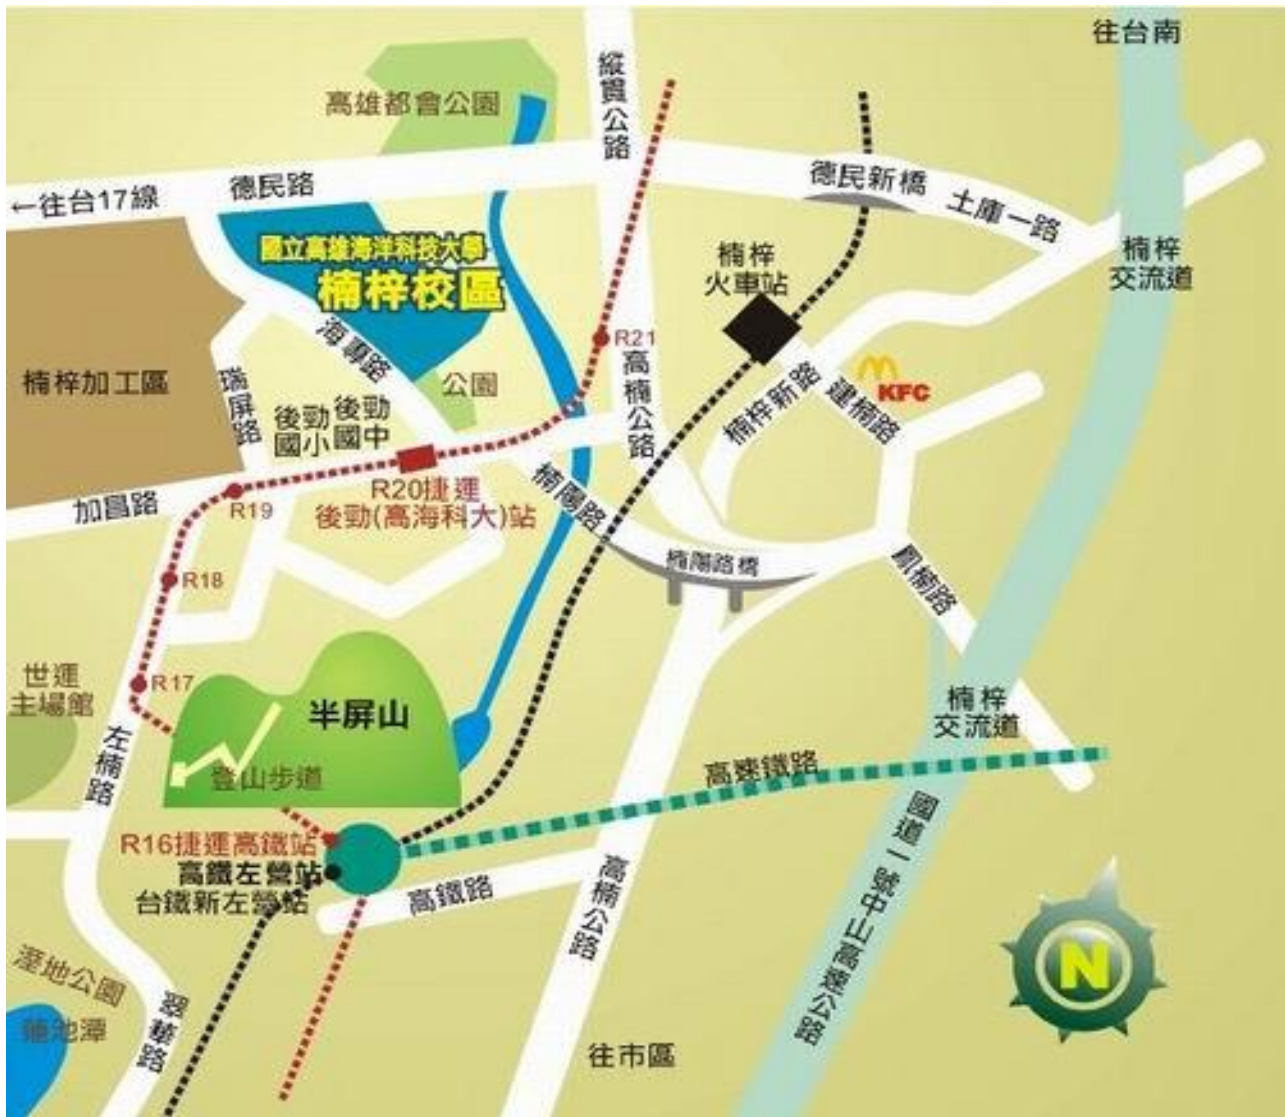 往台南
縱貫公路
高雄都會公園
德民路
←往台17線
德民新橋
土庫一路
國立高雄海洋科技大學
楠梓校區
楠梓
火車站
楠梓
交流道
海專路
R21
高楠公路
KFC
楠梓加工區
瑞屏路
公園
後勁
國小
後勁
國中
楠梓新路
建楠路
加昌路
R19
R20捷運
後勁(高海科大)站
楠陽路
楠陽路橋
鳳楠路
R18
R17
世運
主場館
左楠路
半屏山
登山步道
楠梓
交流道
高速鐵路
R16捷運高鐵站
高鐵左營站
台鐵新左營站
高鐵路
高楠公路
國道一號中山高速公路
溼地公園
蓮池潭
翠華路
往市區
N